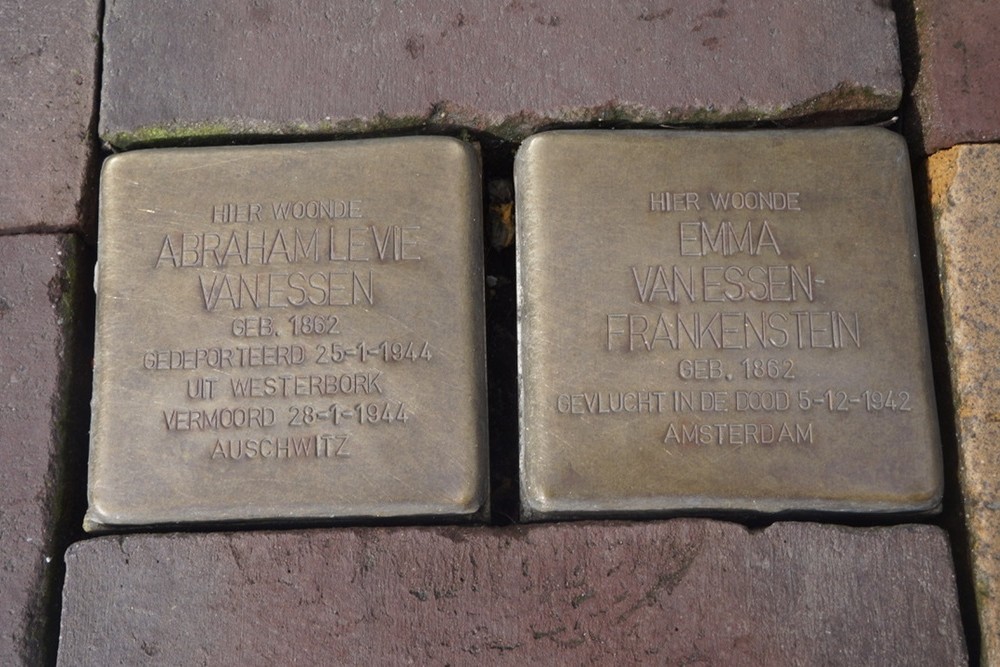 HIER WOONDE
ABRAHAM LEVIE
VAN ESSEN
GEB. 1862
GEDEPORTEERD 25-1-1944
UIT WESTERBORK
VERMOORD 28-1-1944
AUSCHWITZ
HIER WOONDE
EMMA
VAN ESSEN-
FRANKENSTEIN
GEB. 1862
GEVLUCHT IN DE DOOD 5-12-1942
AMSTERDAM